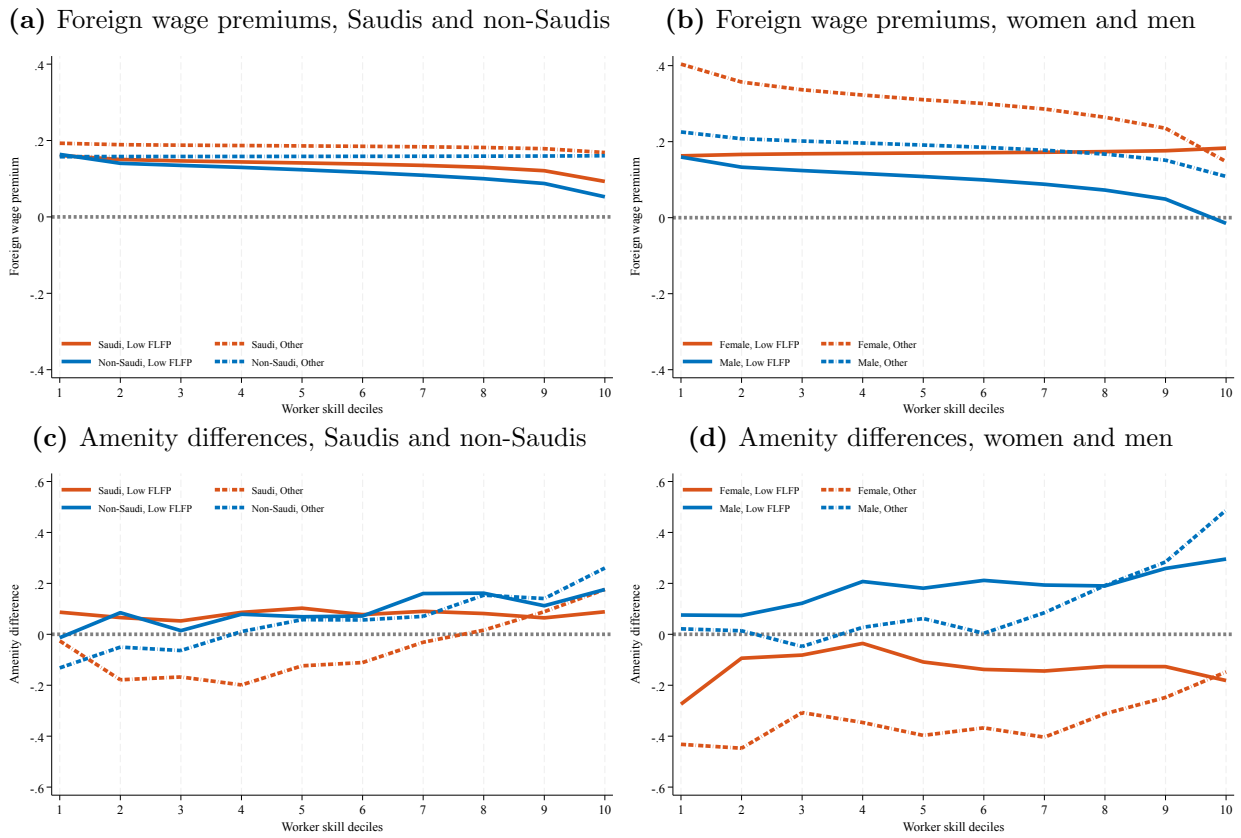 (a) Foreign wage premiums, Saudis and non-Saudis
.4
.2
0
-.2
-.4
Foreign wage premium
Saudi, Low FLFP
Saudi, Other
Non-Saudi, Low FLFP
Non-Saudi, Other
1 2 3 4 5 6 7 8 9 10
Worker skill deciles
(b) Foreign wage premiums, women and men
.4
.2
0
-.2
-.4
Foreign wage premium
Female, Low FLFP
Female, Other
Male, Low FLFP
Male, Other
1 2 3 4 5 6 7 8 9 10
Worker skill deciles
(c) Amenity differences, Saudis and non-Saudis
.6
.4
.2
0
-.2
-.4
-.6
Amenity difference
Saudi, Low FLFP
Saudi, Other
Non-Saudi, Low FLFP
Non-Saudi, Other
1 2 3 4 5 6 7 8 9 10
Worker skill deciles
(d) Amenity differences, women and men
.6
.4
.2
0
-.2
-.4
-.6
Amenity difference
Female, Low FLFP
Female, Other
Male, Low FLFP
Male, Other
1 2 3 4 5 6 7 8 9 10
Worker skill deciles